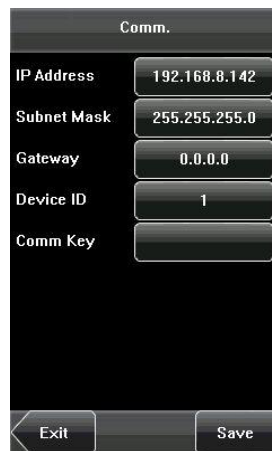 Comm.
IP Address 192.168.8.142
Subnet Mask 255.255.255.0
Gateway 0.0.0.0
Device ID 1
Comm Key
Exit Save